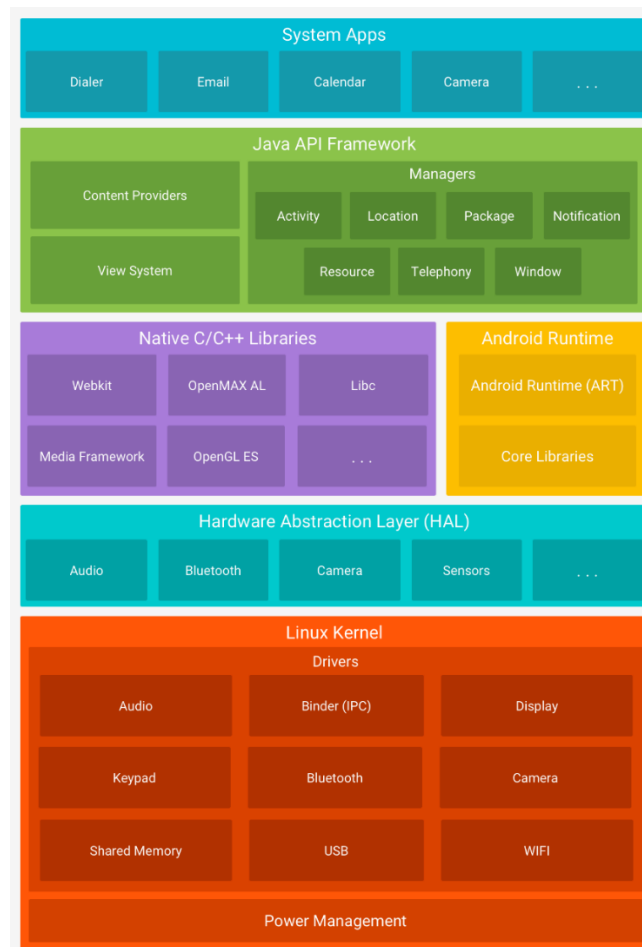 System Apps
Dialer
Email
Calendar
Camera
. . .
Java API Framework
Content Providers
View System
Managers
Activity
Location
Package
Notification
Resource
Telephony
Window
Native C/C++ Libraries
Webkit
OpenMAX AL
Libc
Media Framework
OpenGL ES
. . .
Android Runtime
Android Runtime (ART)
Core Libraries
Hardware Abstraction Layer (HAL)
Audio
Bluetooth
Camera
Sensors
. . .
Linux Kernel
Drivers
Audio
Binder (IPC)
Display
Keypad
Bluetooth
Camera
Shared Memory
USB
WIFI
Power Management